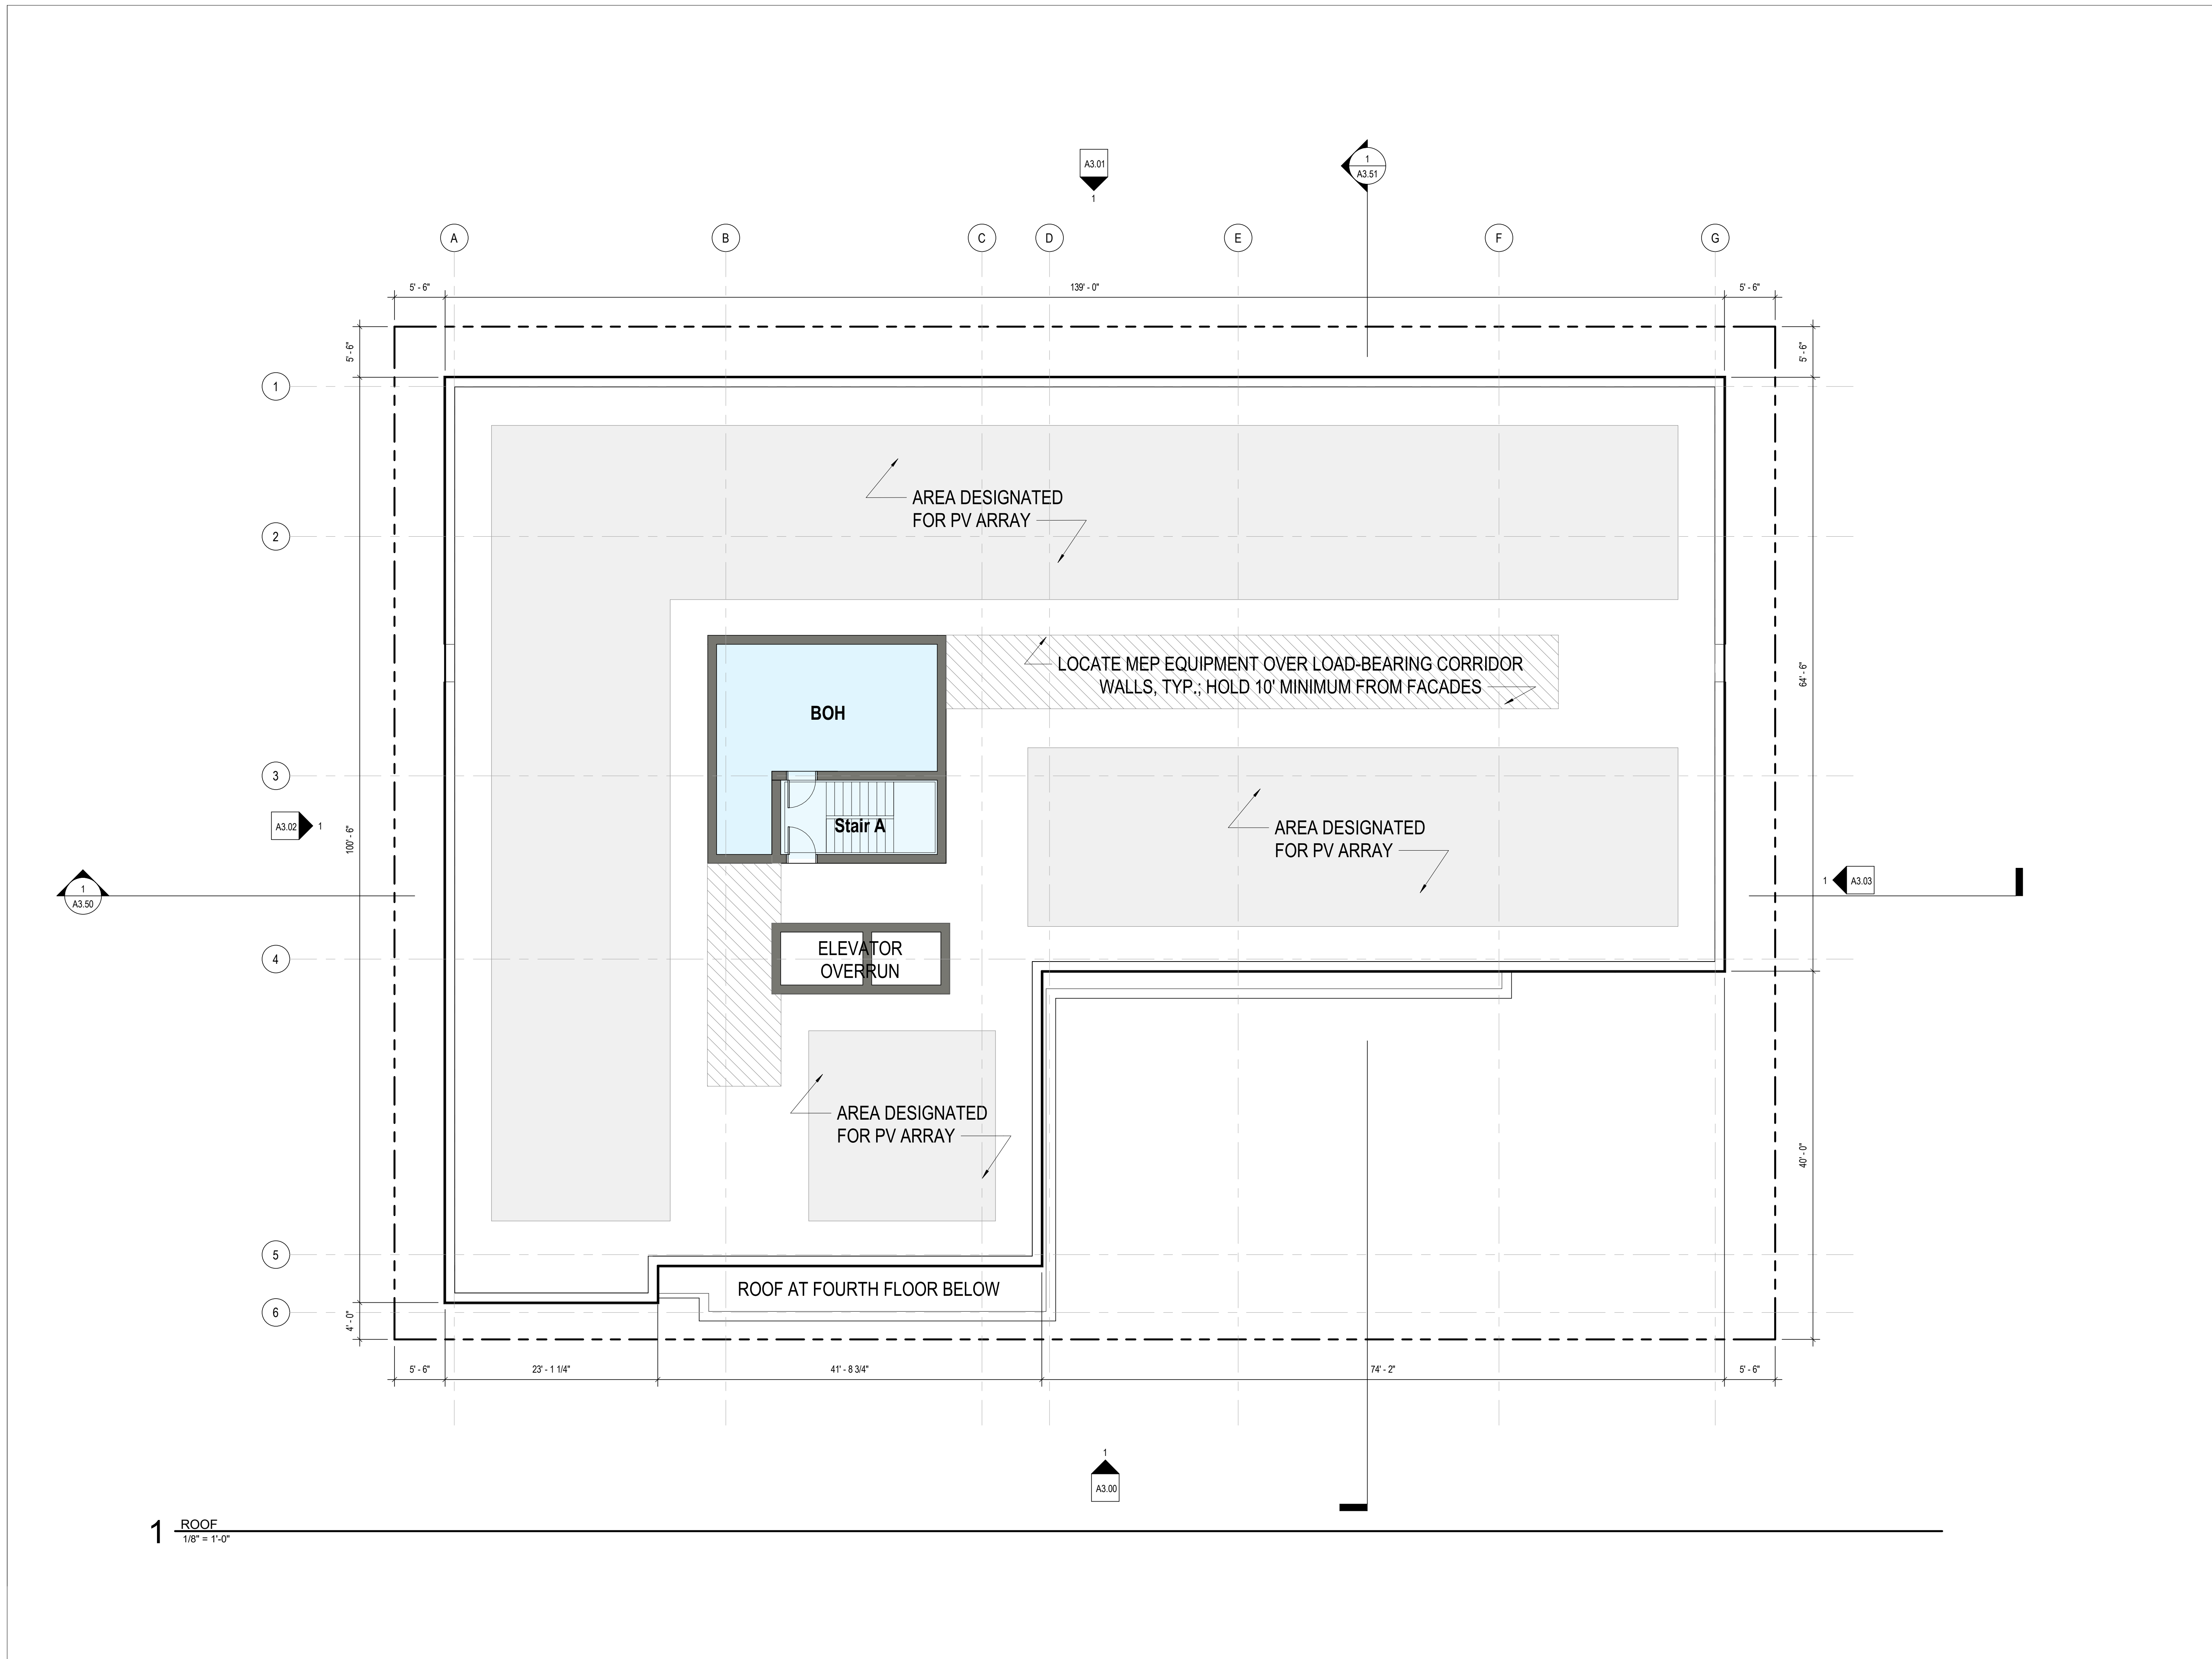 A3.01
1
1
A3.51
A
B
C
D
E
F
G
5' - 6"
139' - 0"
5' - 6"
5' - 6"
5' - 6"
1
2
3
4
5
6
AREA DESIGNATED
FOR PV ARRAY
LOCATE MEP EQUIPMENT OVER LOAD-BEARING CORRIDOR
WALLS, TYP.; HOLD 10' MINIMUM FROM FACADES
64' - 6"
BOH
Stair A
A3.02
1
100' - 6"
AREA DESIGNATED
FOR PV ARRAY
1
A3.03
1
A3.50
ELEVATOR
OVERRUN
AREA DESIGNATED
FOR PV ARRAY
40' - 0"
ROOF AT FOURTH FLOOR BELOW
4' - 0"
5' - 6"
23' - 1 1/4"
41' - 8 3/4"
74' - 2"
5' - 6"
1
A3.00
1
ROOF
1/8" = 1'-0"